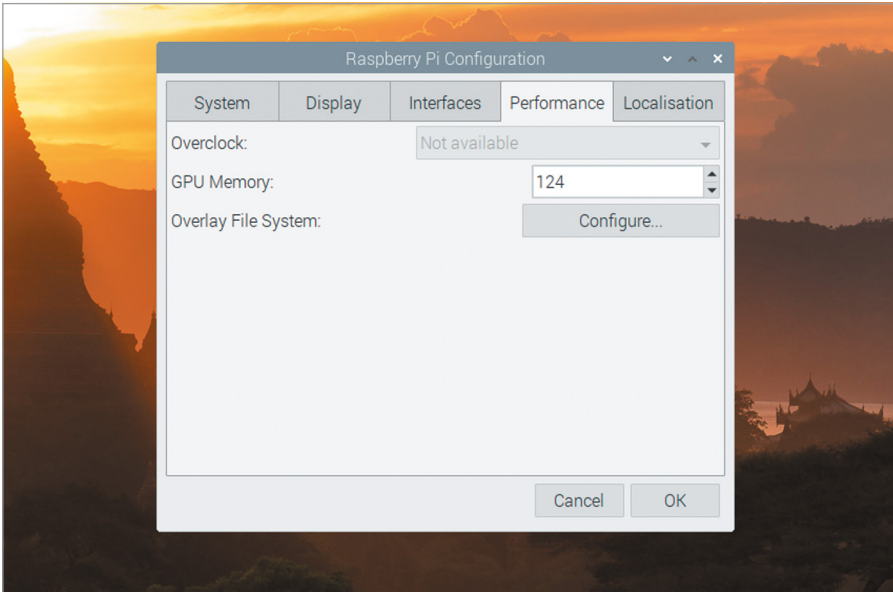 Raspberry Pi Configuration
System Display Interfaces Performance Localisation
Overclock: Not available
GPU Memory: 124
Overlay File System: Configure...
Cancel OK